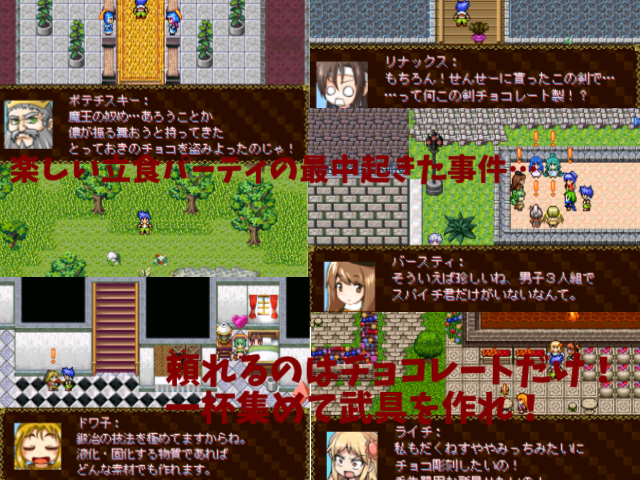 ポテチスキー：
魔王の奴め…あろうことか
儂が振る舞おうと持ってきた
とっておきのチョコを盗みよったのじゃ！
リナックス：
もちろん！せんせーに貰ったこの剣で…
…って何この剣チョコレート製！？
楽しい立食パーティの最中起きた事件…
バースティ：
そういえば珍しいね、男子３人組で
スパイチ君だけがいないなんて。
頼れるのはチョコレートだけ！
一杯集めて武具を作れ！
ドワ子：
鍛冶の技法を極めてますからね。
液化・固化する物質であれば
どんな素材でも作れます。
ライチ：
私もだくねすややみっちみたいに
チョコ彫刻したいの！